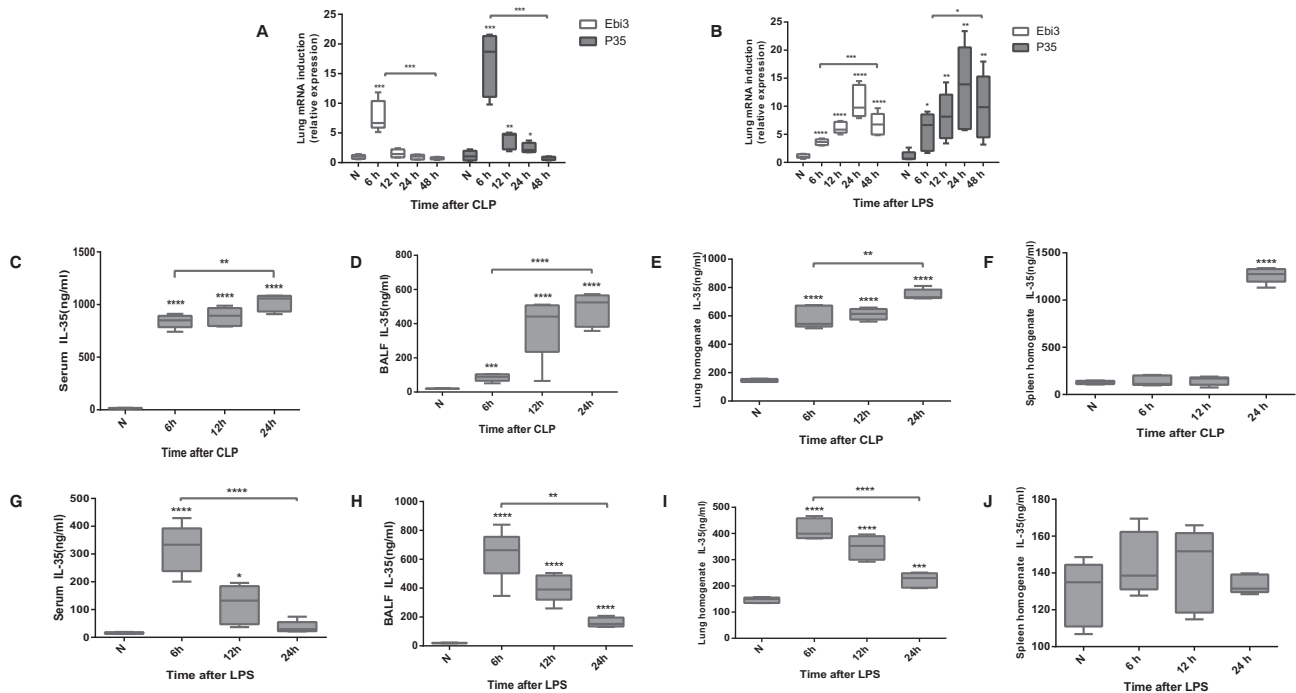 A
Lung mRNA induction
(relative expression)
25
20
15
10
5
0
***
***
***
***
**
*
Ebi3
P35
N
6 h
12 h
24 h
48 h
N
6 h
12 h
24 h
48 h
Time after CLP
B
Lung mRNA induction
(relative expression)
25
20
15
10
5
0
****
****
***
****
****
*
*
**
**
**
Ebi3
P35
N
6 h
12 h
24 h
48 h
N
6 h
12 h
24 h
48 h
Time after LPS
C
Serum IL-35(ng/ml)
1500
1000
500
0
**
****
****
****
N
6h
12h
24h
Time after CLP
D
BALF IL-35(ng/ml)
800
600
400
200
0
****
***
****
****
N
6h
12h
24h
Time after CLP
E
Lung homogenate IL-35(ng/ml)
1000
800
600
400
200
0
**
****
****
****
N
6h
12h
24h
Time after CLP
F
Spleen homogenate IL-35(ng/ml)
1500
1000
500
0
****
N
6 h
12 h
24 h
Time after CLP
G
Serum IL-35(ng/ml)
500
400
300
200
100
0
****
****
*
N
6h
12h
24h
Time after LPS
H
BALF IL-35(ng/ml)
1000
800
600
400
200
0
**
****
****
****
N
6h
12h
24h
Time after LPS
I
Lung homogenate IL-35(ng/ml)
500
400
300
200
100
0
****
****
****
***
N
6h
12h
24h
Time after LPS
J
Spleen homogenate IL-35(ng/ml)
180
160
140
120
100
N
6 h
12 h
24 h
Time after LPS